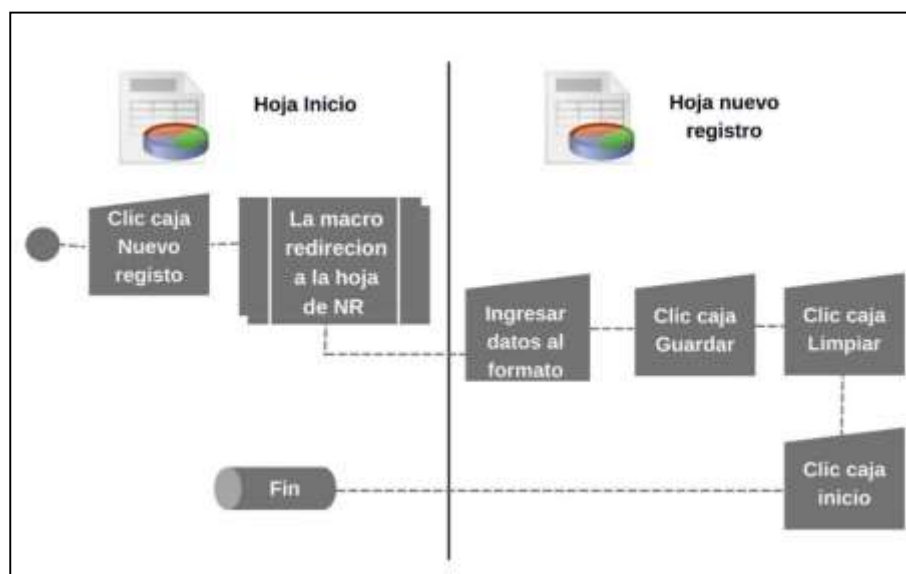 Hoja Inicio
Hoja nuevo
registro
Clic caja
Nuevo
registo
La macro
redirecion
a la hoja
de NR
Ingresar
datos al
formato
Clic caja
Guardar
Clic caja
Limpiar
Clic caja
inicio
Fin